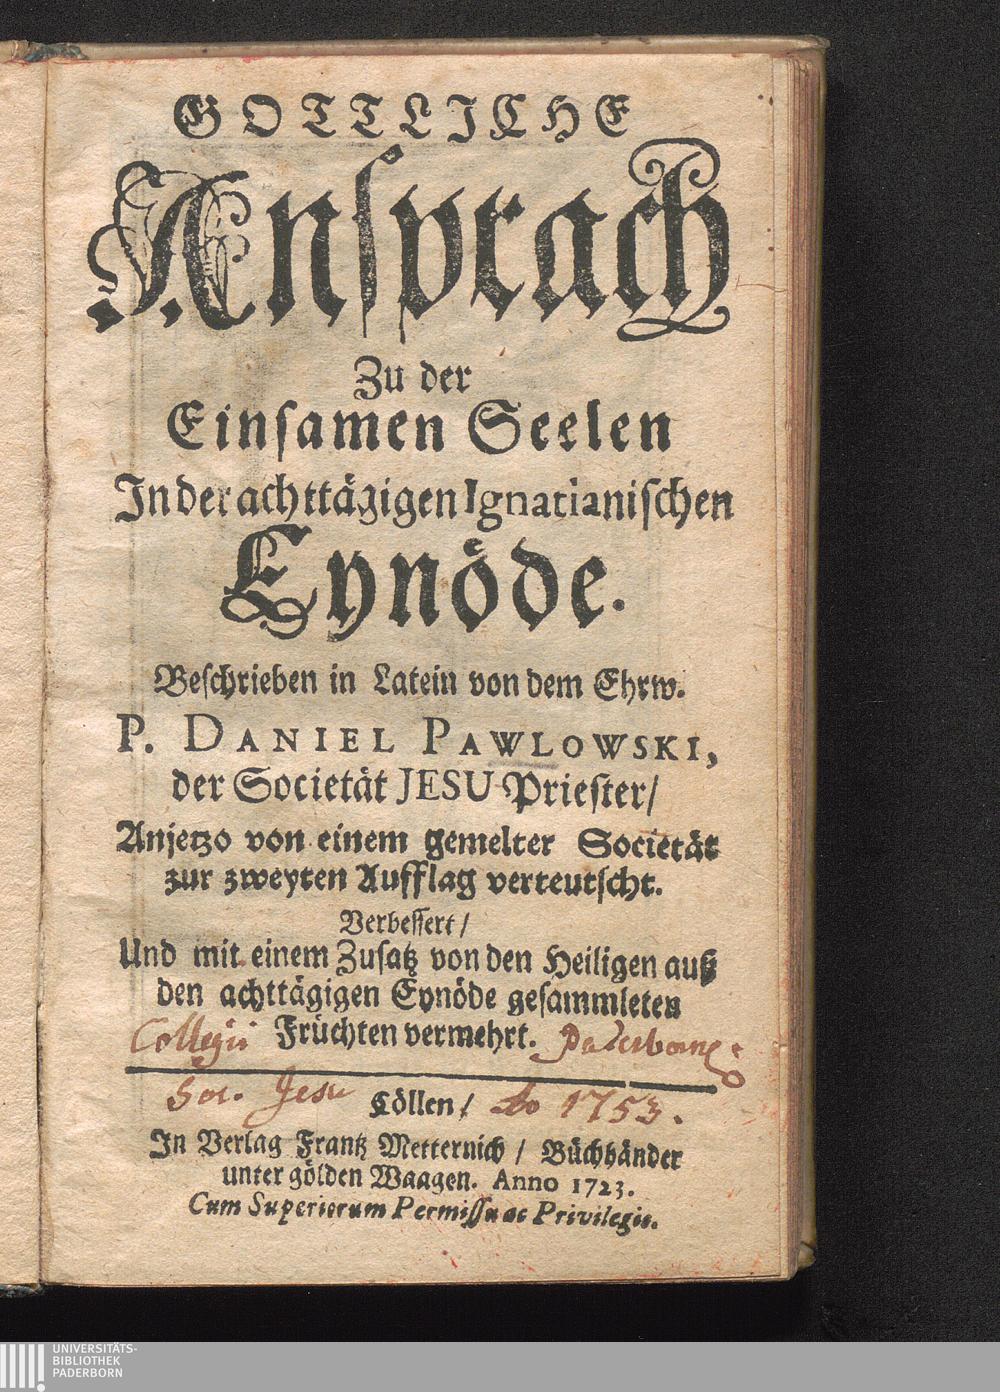 GOTTLICHE
Ansprach
Zu der
Einsamen Seelen
In der achttägigen Ignatianischen
Eynöde.
Beschrieben in Latein von dem Ehrw.
P. DANIEL PAWLOWSKI,
der Societät JESU Priester/
Anjetzo von einem gemelter Societät
zur zweyten Aufflag verteutscht.
Verbessert/
Und mit einem Zusatz von den Heiligen auß
den achttägigen Eynöde gesammleten
Collegii Früchten vermehrt. Paderborne:
Soc. Jesu Cöllen/ Ao 1753.
In Verlag Frantz Metternich / Büchhänder
unter gölden Waagen. Anno 1723.
Cum Superiorum Permissu ac Privilegio.
UNIVERSITÄTS-
BIBLIOTHEK
PADERBORN